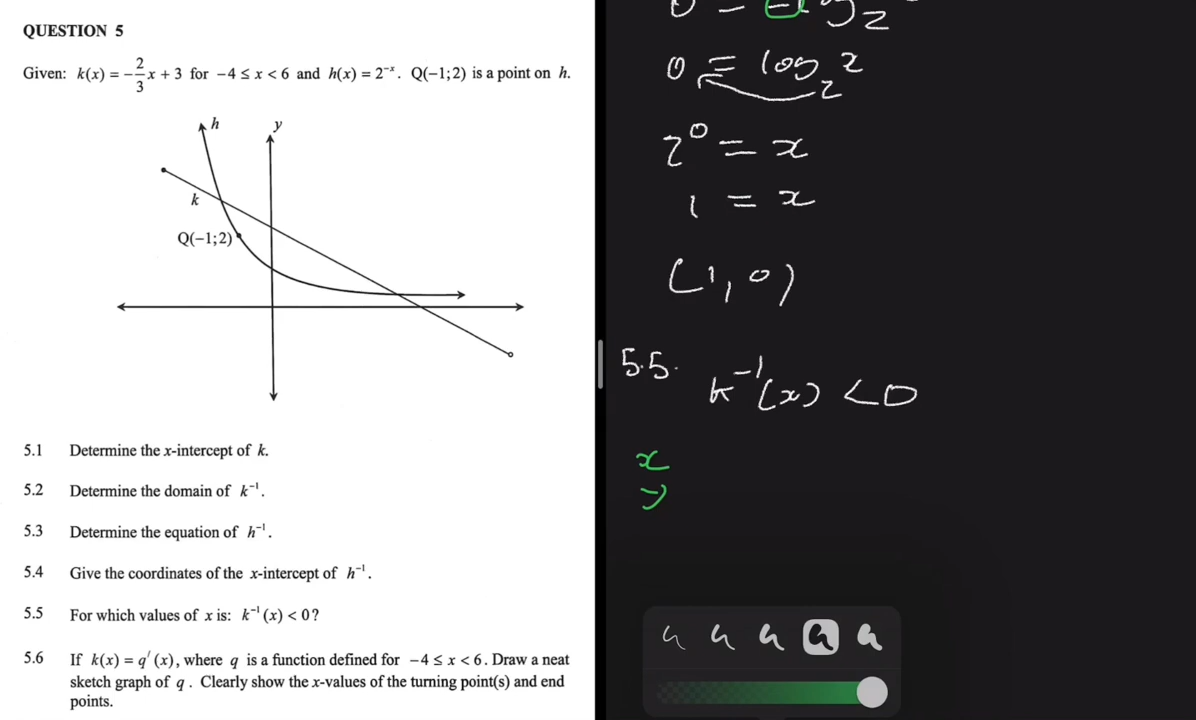 QUESTION 5
Given: k(x) = −2/3 x + 3 for −4 ≤ x < 6 and h(x) = 2⁻ˣ. Q(−1;2) is a point on h.
h
y
k
Q(−1;2)
5.1 Determine the x-intercept of k.
5.2 Determine the domain of k⁻¹.
5.3 Determine the equation of h⁻¹.
5.4 Give the coordinates of the x-intercept of h⁻¹.
5.5 For which values of x is: k⁻¹(x) < 0?
5.6 If k(x) = q′(x), where q is a function defined for −4 ≤ x < 6. Draw a neat
sketch graph of q. Clearly show the x-values of the turning point(s) and end
points.
0 = log₂ x
2⁰ = x
1 = x
(1, 0)
5.5. k⁻¹(x) < 0
x